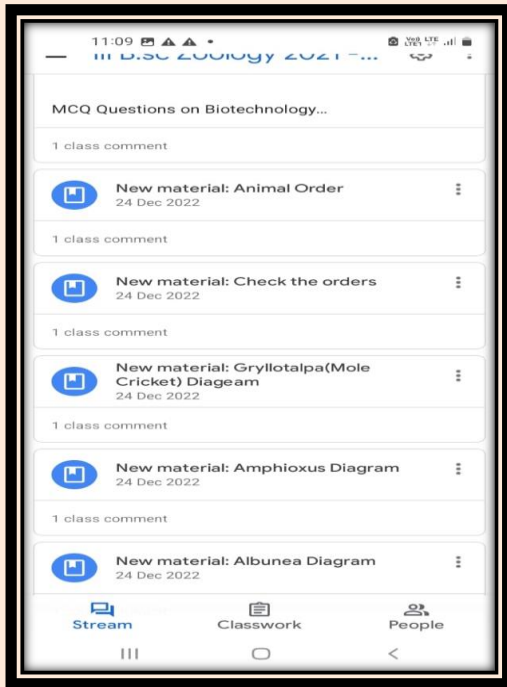 11:09
III B.Sc Zoology 2021 -...
MCQ Questions on Biotechnology...
1 class comment
New material: Animal Order
24 Dec 2022
1 class comment
New material: Check the orders
24 Dec 2022
1 class comment
New material: Gryllotalpa(Mole
Cricket) Diageam
24 Dec 2022
1 class comment
New material: Amphioxus Diagram
24 Dec 2022
1 class comment
New material: Albunea Diagram
24 Dec 2022
Stream Classwork People